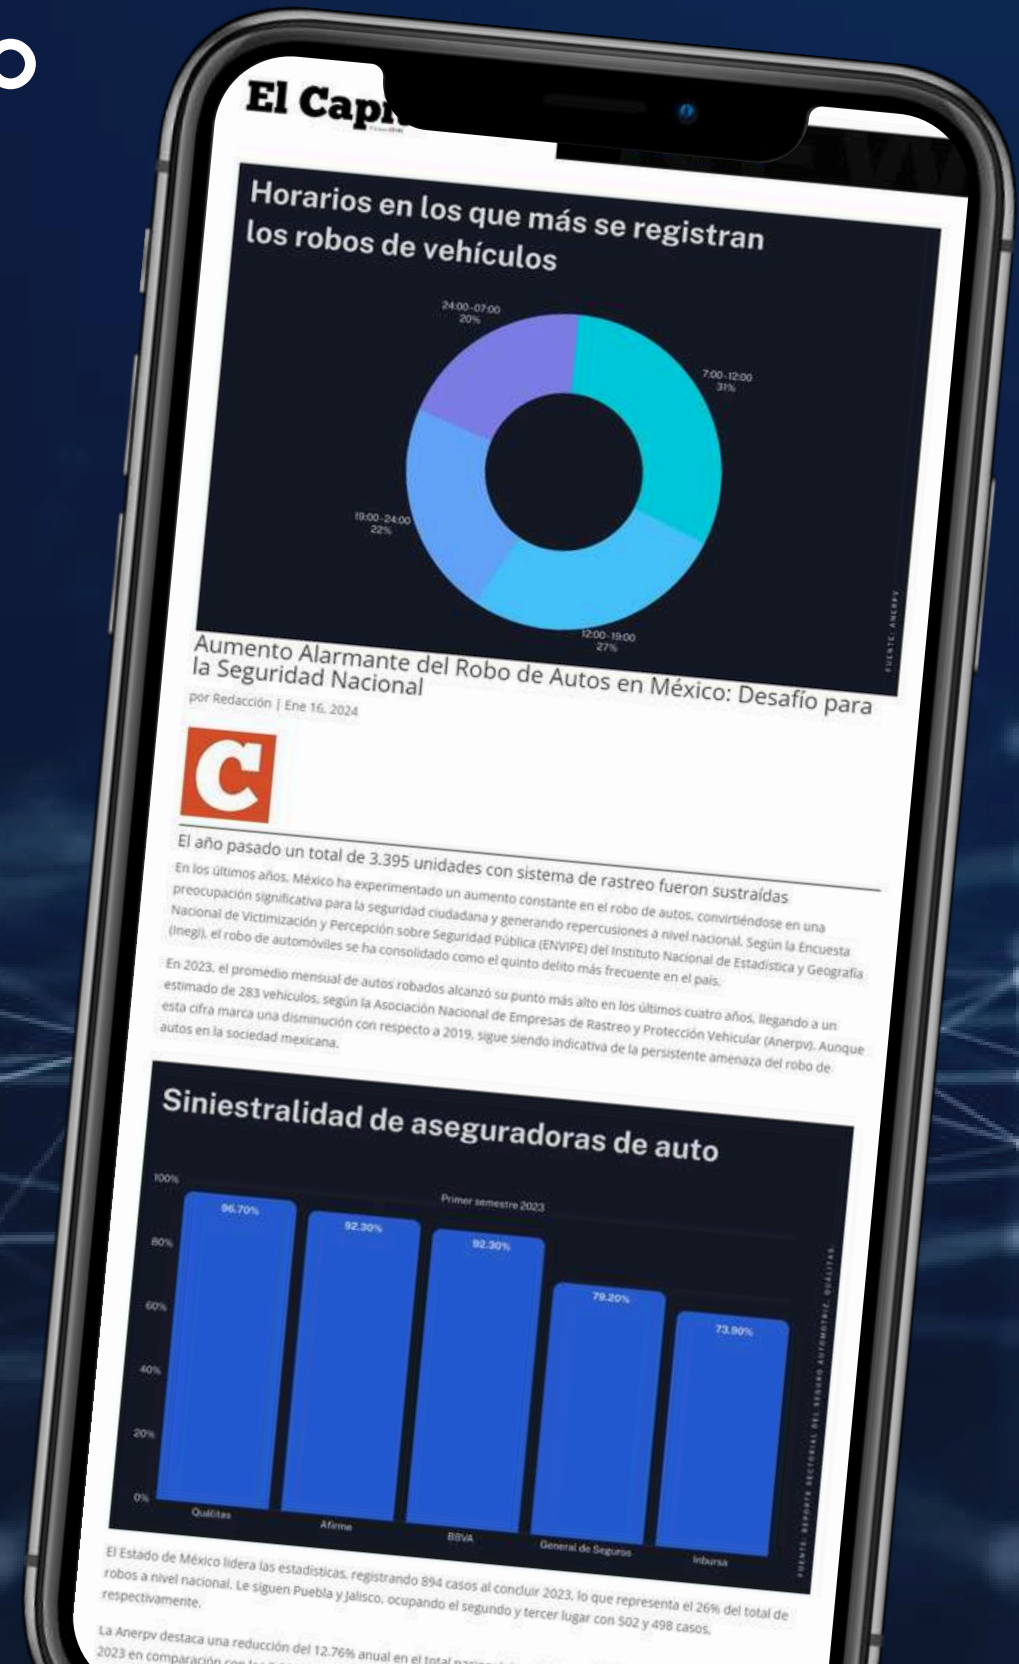 El Capi
Horarios en los que más se registran
los robos de vehículos
24:00-07:00
20%
7:00-12:00
31%
19:00-24:00
22%
12:00-19:00
27%
FUENTE: ANERPV
Aumento Alarmante del Robo de Autos en México: Desafío para
la Seguridad Nacional
por Redacción | Ene 16, 2024
C
El año pasado un total de 3.395 unidades con sistema de rastreo fueron sustraídas
En los últimos años, México ha experimentado un aumento constante en el robo de autos, convirtiéndose en una
preocupación significativa para la seguridad ciudadana y generando repercusiones a nivel nacional. Según la Encuesta
Nacional de Victimización y Percepción sobre Seguridad Pública (ENVIPE) del Instituto Nacional de Estadística y Geografía
(Inegi), el robo de automóviles se ha consolidado como el quinto delito más frecuente en el país.
En 2023, el promedio mensual de autos robados alcanzó su punto más alto en los últimos cuatro años, llegando a un
estimado de 283 vehículos, según la Asociación Nacional de Empresas de Rastreo y Protección Vehicular (Anerpv). Aunque
esta cifra marca una disminución con respecto a 2019, sigue siendo indicativa de la persistente amenaza del robo de
autos en la sociedad mexicana.
Siniestralidad de aseguradoras de auto
Primer semestre 2023
100%
80%
60%
40%
20%
0%
96.70%
92.30%
92.30%
79.20%
73.90%
Quálitas
Afirme
BBVA
General de Seguros
Inbursa
FUENTE: REPORTE SECTORIAL DEL SEGURO AUTOMOTRIZ, QUÁLITAS.
El Estado de México lidera las estadísticas, registrando 894 casos al concluir 2023, lo que representa el 26% del total de
robos a nivel nacional. Le siguen Puebla y Jalisco, ocupando el segundo y tercer lugar con 502 y 498 casos,
respectivamente.
La Anerpv destaca una reducción del 12.76% anual en el total
2023 en comparación con